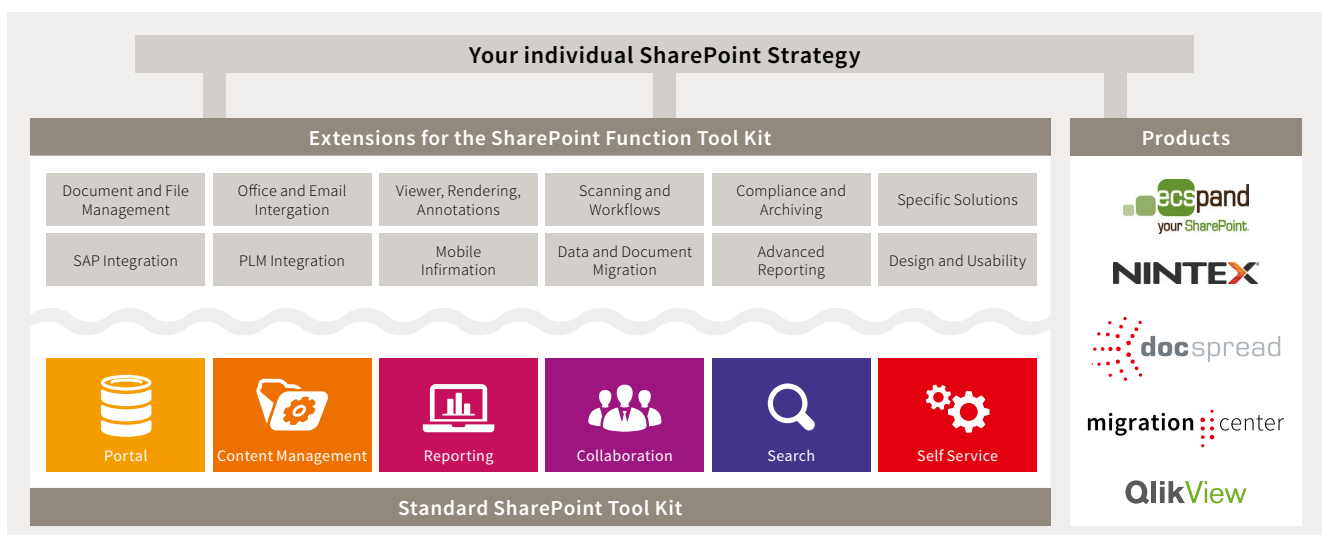 Your individual SharePoint Strategy
Extensions for the SharePoint Function Tool Kit
Document and File
Management
Office and Email
Intergation
Viewer, Rendering,
Annotations
Scanning and
Workflows
Compliance and
Archiving
Specific Solutions
SAP Integration
PLM Integration
Mobile
Infirmation
Data and Document
Migration
Advanced
Reporting
Design and Usability
Portal
Content Management
Reporting
Collaboration
Search
Self Service
Standard SharePoint Tool Kit
Products
ecspand
your SharePoint.
NINTEX
docspread
migration center
QlikView